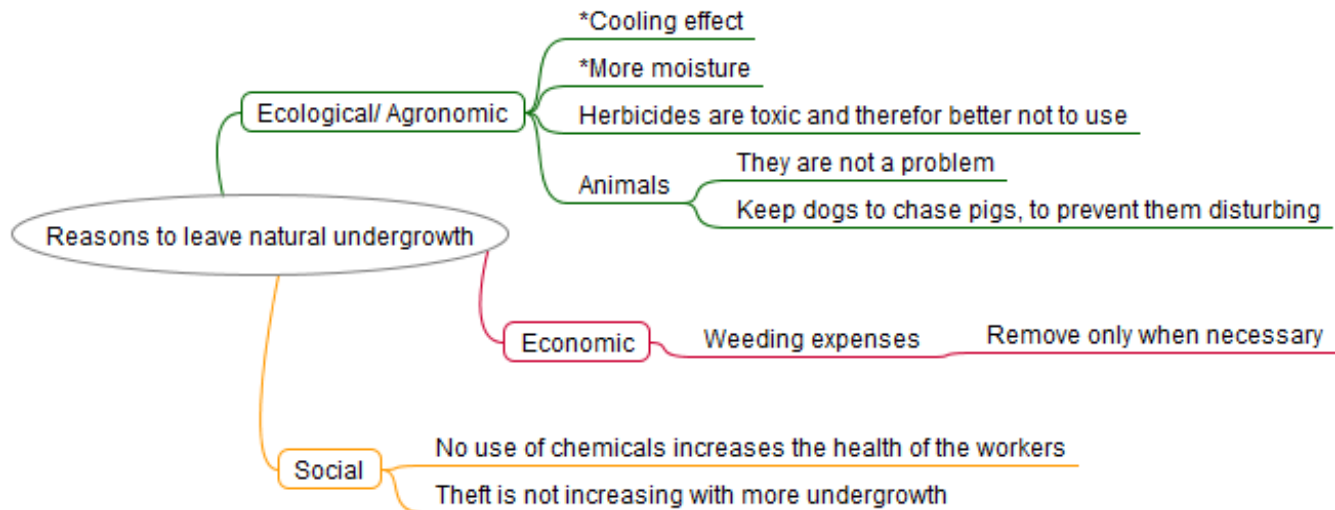 *Cooling effect
*More moisture
Ecological/ Agronomic
Herbicides are toxic and therefor better not to use
They are not a problem
Animals
Keep dogs to chase pigs, to prevent them disturbing
Reasons to leave natural undergrowth
Economic
Weeding expenses
Remove only when necessary
No use of chemicals increases the health of the workers
Social
Theft is not increasing with more undergrowth